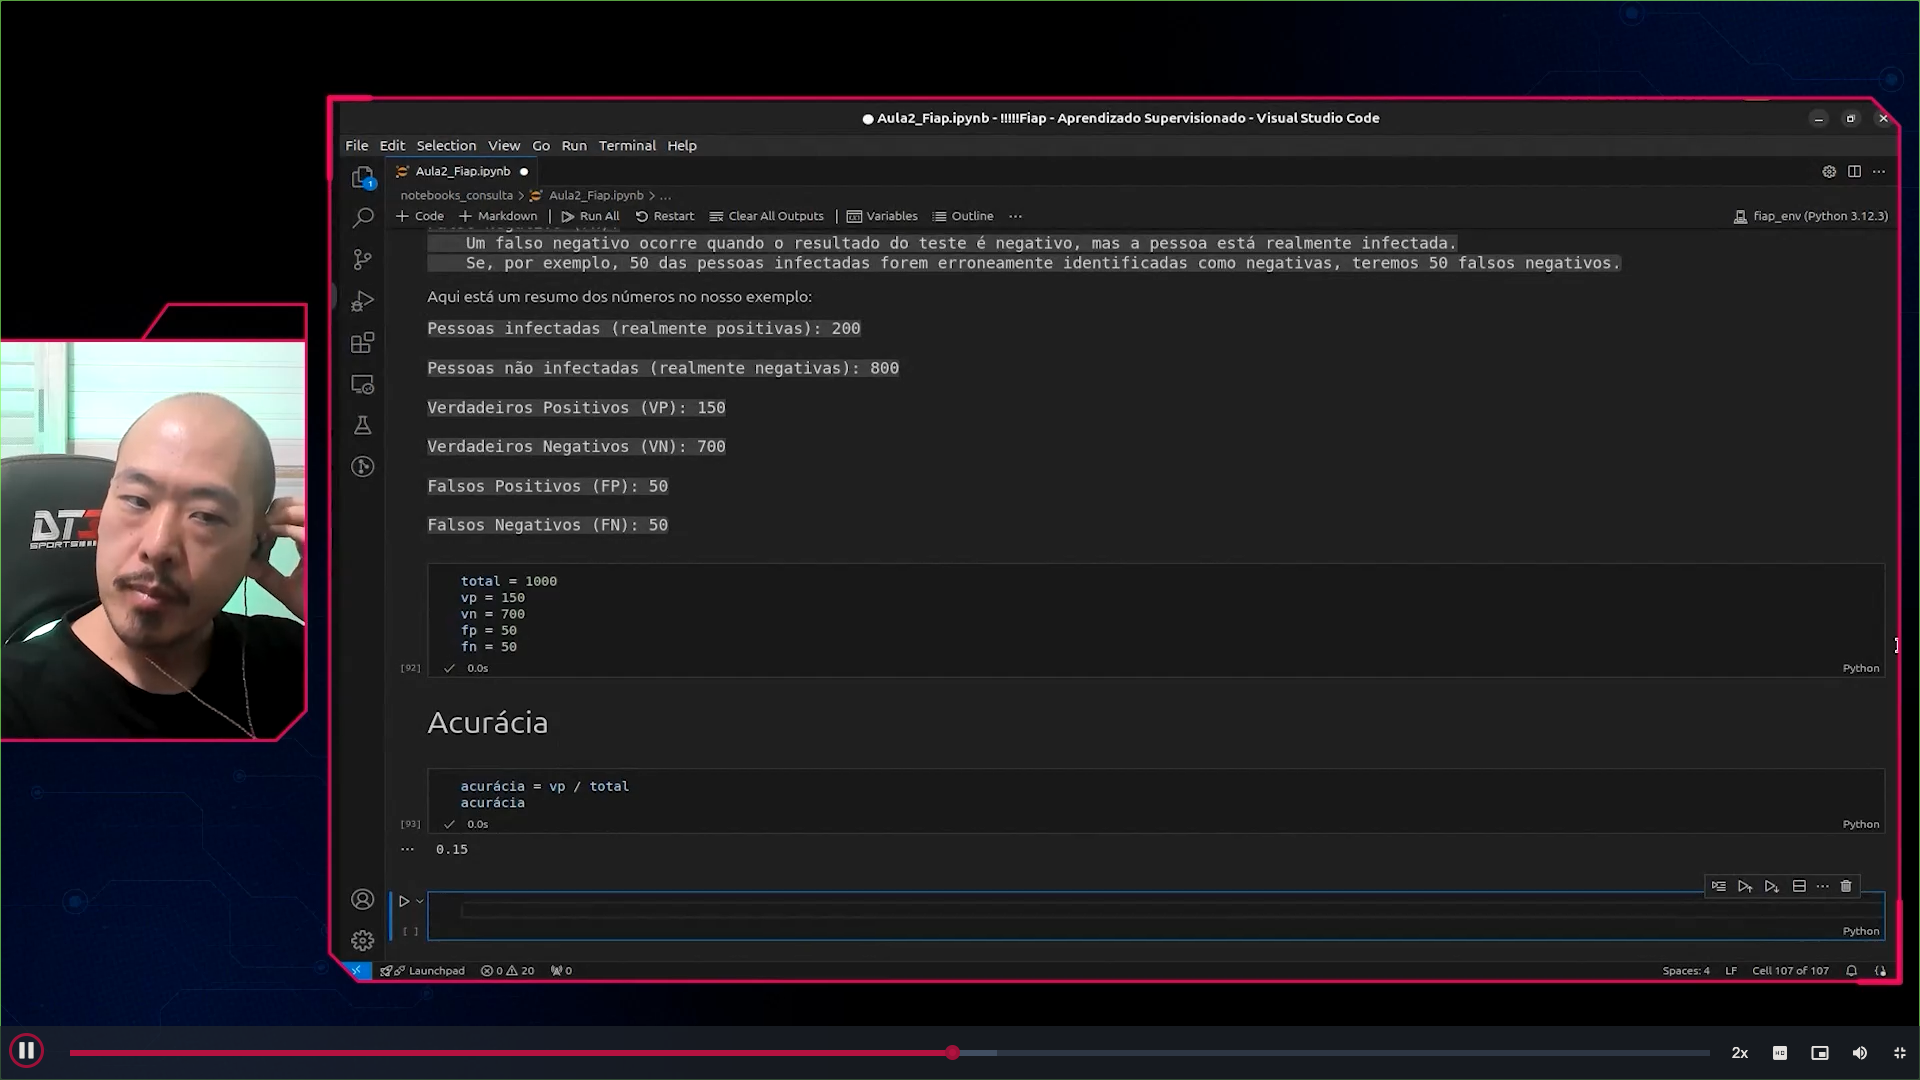 Aula2_Fiap.ipynb - !!!!!Fiap - Aprendizado Supervisionado - Visual Studio Code
File Edit Selection View Go Run Terminal Help
Aula2_Fiap.ipynb
1
notebooks_consulta > Aula2_Fiap.ipynb > ...
+ Code + Markdown | Run All Restart Clear All Outputs | Variables Outline ... fiap_env (Python 3.12.3)
Um falso negativo ocorre quando o resultado do teste é negativo, mas a pessoa está realmente infectada.
Se, por exemplo, 50 das pessoas infectadas forem erroneamente identificadas como negativas, teremos 50 falsos negativos.
Aqui está um resumo dos números no nosso exemplo:
Pessoas infectadas (realmente positivas): 200
Pessoas não infectadas (realmente negativas): 800
Verdadeiros Positivos (VP): 150
Verdadeiros Negativos (VN): 700
Falsos Positivos (FP): 50
Falsos Negativos (FN): 50
total = 1000
vp = 150
vn = 700
fp = 50
fn = 50
[92] 0.0s Python
Acurácia
acurácia = vp / total
acurácia
[93] 0.0s Python
... 0.15
[ ] Python
Launchpad 0 20 0 Spaces: 4 LF Cell 107 of 107
SPORTS
2x HD